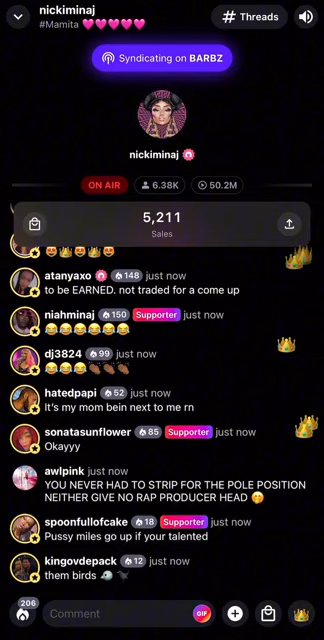 nickiminaj
#Mamita 💗💗💗💗💗
# Threads
Syndicating on BARBZ
nickiminaj
ON AIR
6.38K
50.2M
5,211
Sales
😍👑😍👑😍
atanyaxo 148 just now
to be EARNED. not traded for a come up
niahminaj 150 Supporter just now
😂😂😂😂😂😂
dj3824 99 just now
😂😂😂👏🏾👏🏾👏🏾
hatedpapi 52 just now
It's my mom bein next to me rn
sonatasunflower 85 Supporter just now
Okayyy
awlpink just now
YOU NEVER HAD TO STRIP FOR THE POLE POSITION
NEITHER GIVE NO RAP PRODUCER HEAD 🤭
spoonfullofcake 18 Supporter just now
Pussy miles go up if your talented
kingovdepack 12 just now
them birds 🐦 🐦‍⬛
206
Comment
GIF